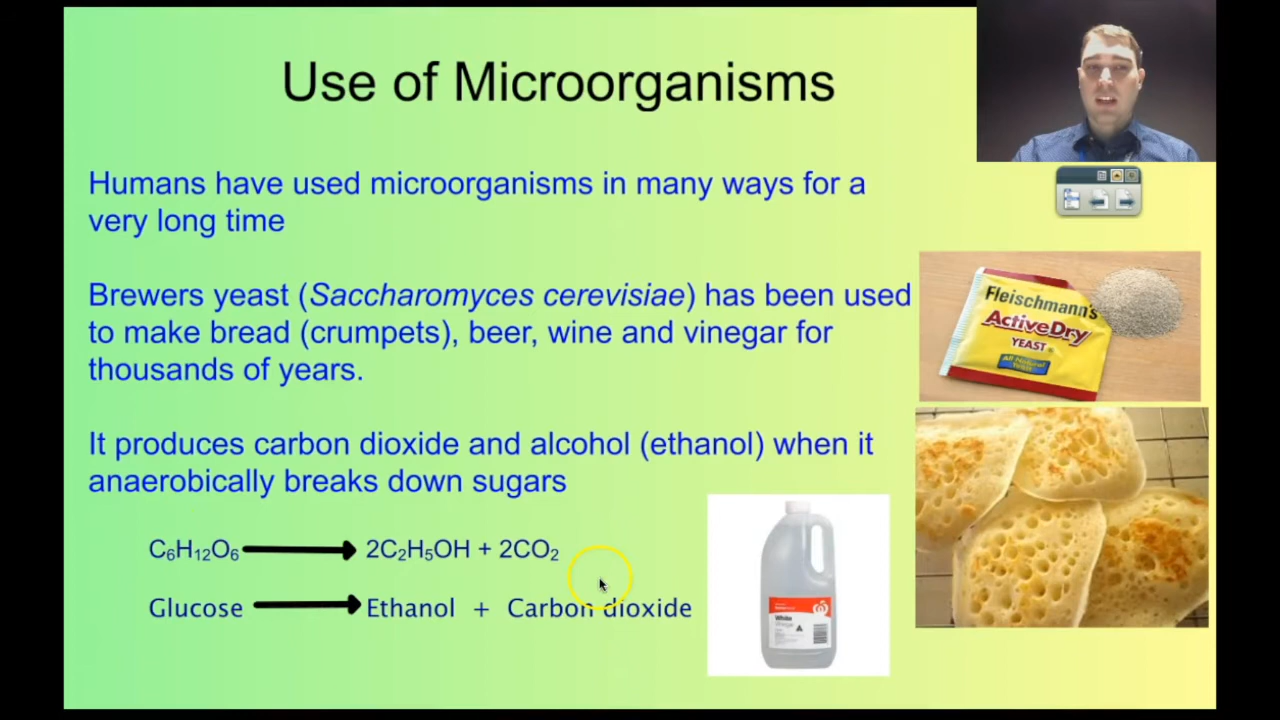 Use of Microorganisms
Humans have used microorganisms in many ways for a
very long time
Brewers yeast (Saccharomyces cerevisiae) has been used
to make bread (crumpets), beer, wine and vinegar for
thousands of years.
It produces carbon dioxide and alcohol (ethanol) when it
anaerobically breaks down sugars
C₆H₁₂O₆ 2C₂H₅OH + 2CO₂
Glucose Ethanol + Carbon dioxide
Fleischmann's
ActiveDry
YEAST
All Natural
White
Vinegar